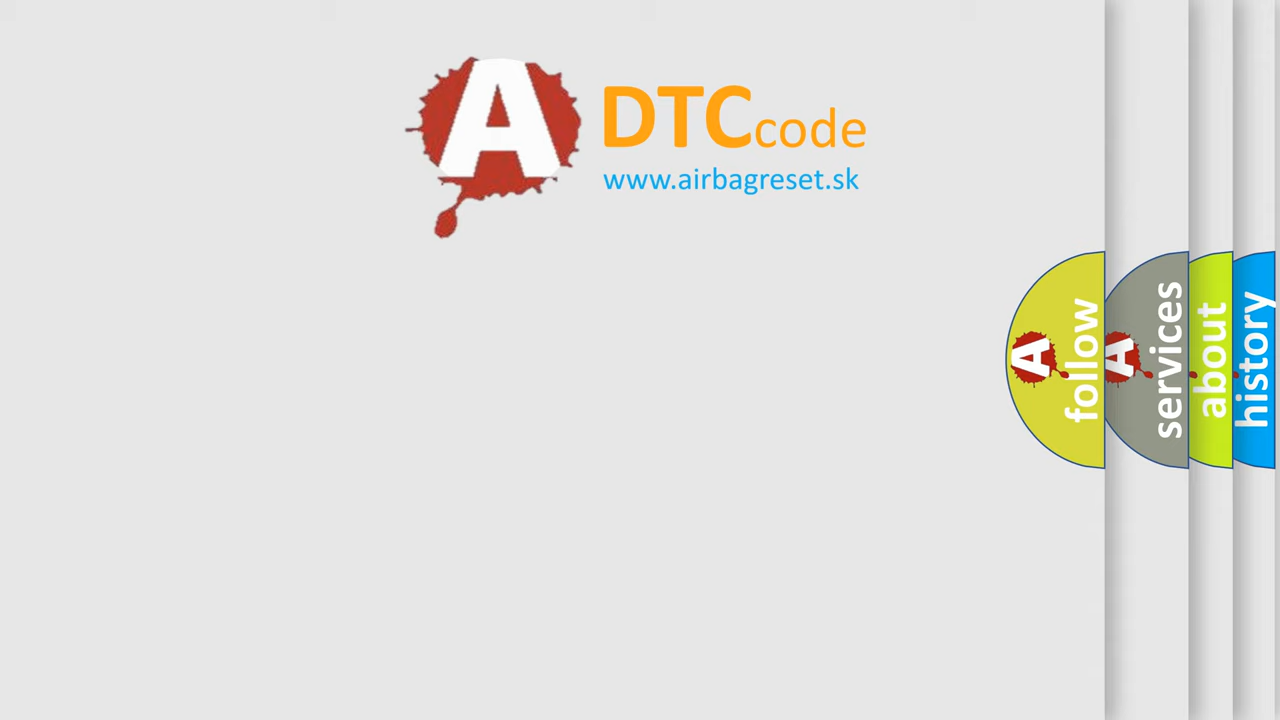 A DTCcode
www.airbagreset.sk
A follow
A services
about
history